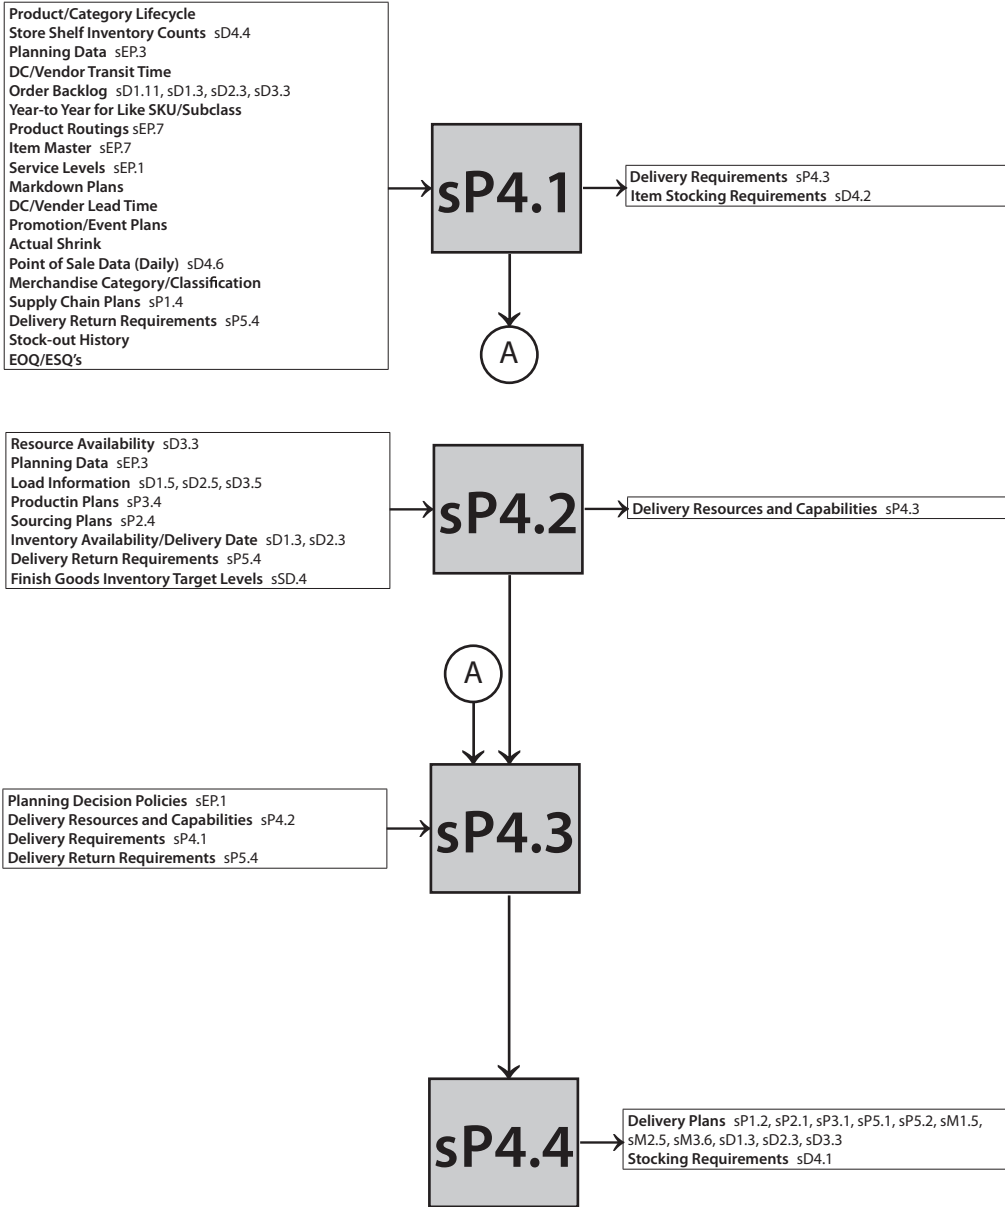 Product/Category Lifecycle
Store Shelf Inventory Counts sD4.4
Planning Data sEP.3
DC/Vendor Transit Time
Order Backlog sD1.11, sD1.3, sD2.3, sD3.3
Year-to Year for Like SKU/Subclass
Product Routings sEP.7
Item Master sEP.7
Service Levels sEP.1
Markdown Plans
DC/Vender Lead Time
Promotion/Event Plans
Actual Shrink
Point of Sale Data (Daily) sD4.6
Merchandise Category/Classification
Supply Chain Plans sP1.4
Delivery Return Requirements sP5.4
Stock-out History
EOQ/ESQ's
sP4.1
Delivery Requirements sP4.3
Item Stocking Requirements sD4.2
A
Resource Availability sD3.3
Planning Data sEP.3
Load Information sD1.5, sD2.5, sD3.5
Productin Plans sP3.4
Sourcing Plans sP2.4
Inventory Availability/Delivery Date sD1.3, sD2.3
Delivery Return Requirements sP5.4
Finish Goods Inventory Target Levels sSD.4
sP4.2
Delivery Resources and Capabilities sP4.3
A
Planning Decision Policies sEP.1
Delivery Resources and Capabilities sP4.2
Delivery Requirements sP4.1
Delivery Return Requirements sP5.4
sP4.3
sP4.4
Delivery Plans sP1.2, sP2.1, sP3.1, sP5.1, sP5.2, sM1.5,
sM2.5, sM3.6, sD1.3, sD2.3, sD3.3
Stocking Requirements sD4.1